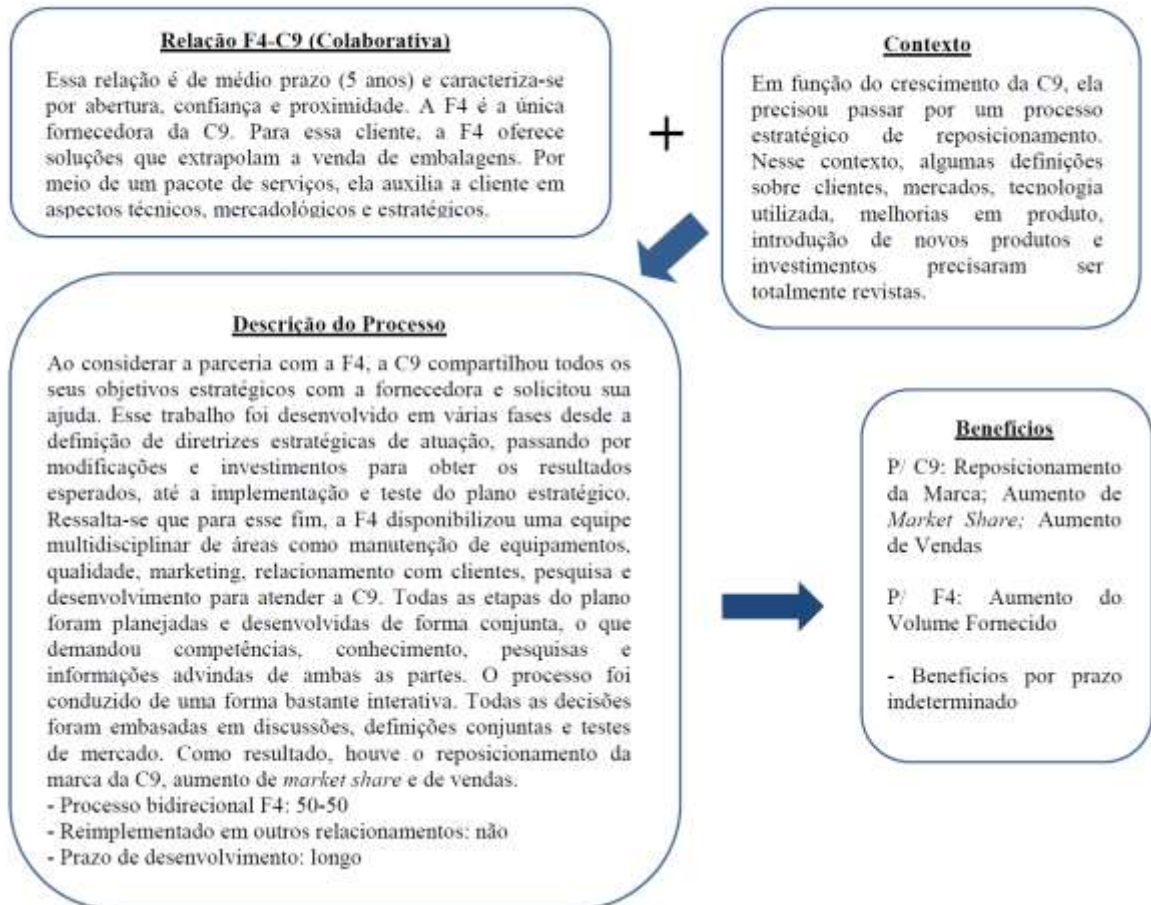 Relação F4-C9 (Colaborativa)
Essa relação é de médio prazo (5 anos) e caracteriza-se
por abertura, confiança e proximidade. A F4 é a única
fornecedora da C9. Para essa cliente, a F4 oferece
soluções que extrapolam a venda de embalagens. Por
meio de um pacote de serviços, ela auxilia a cliente em
aspectos técnicos, mercadológicos e estratégicos.
+
Contexto
Em função do crescimento da C9, ela
precisou passar por um processo
estratégico de reposicionamento.
Nesse contexto, algumas definições
sobre clientes, mercados, tecnologia
utilizada, melhorias em produto,
introdução de novos produtos e
investimentos precisaram ser
totalmente revistas.
Descrição do Processo
Ao considerar a parceria com a F4, a C9 compartilhou todos os
seus objetivos estratégicos com a fornecedora e solicitou sua
ajuda. Esse trabalho foi desenvolvido em várias fases desde a
definição de diretrizes estratégicas de atuação, passando por
modificações e investimentos para obter os resultados
esperados, até a implementação e teste do plano estratégico.
Ressalta-se que para esse fim, a F4 disponibilizou uma equipe
multidisciplinar de áreas como manutenção de equipamentos,
qualidade, marketing, relacionamento com clientes, pesquisa e
desenvolvimento para atender a C9. Todas as etapas do plano
foram planejadas e desenvolvidas de forma conjunta, o que
demandou competências, conhecimento, pesquisas e
informações advindas de ambas as partes. O processo foi
conduzido de uma forma bastante interativa. Todas as decisões
foram embasadas em discussões, definições conjuntas e testes
de mercado. Como resultado, houve o reposicionamento da
marca da C9, aumento de market share e de vendas.
- Processo bidirecional F4: 50-50
- Reimplementado em outros relacionamentos: não
- Prazo de desenvolvimento: longo
Benefícios
P/ C9: Reposicionamento
da Marca; Aumento de
Market Share; Aumento
de Vendas
P/ F4: Aumento do
Volume Fornecido
- Benefícios por prazo
indeterminado